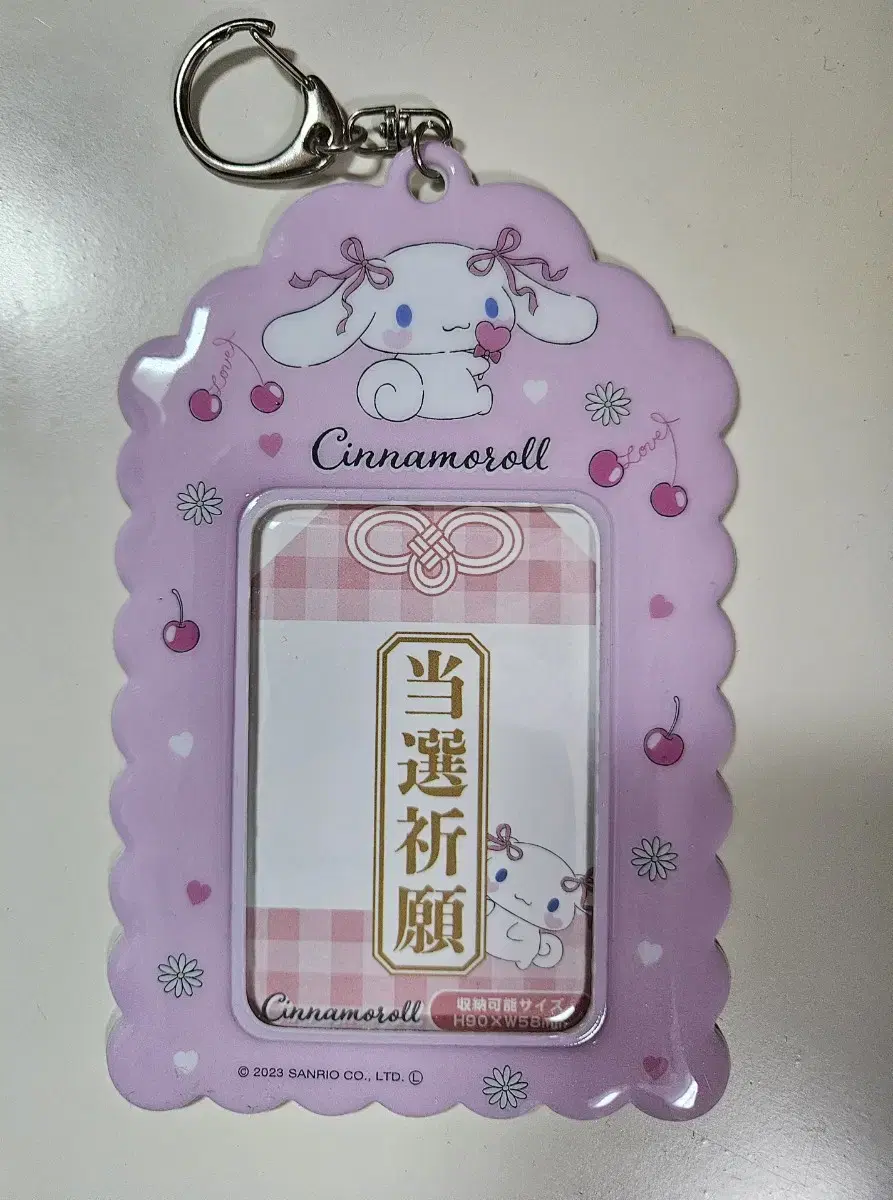 Love
Cinnamoroll
Love
当選祈願
Cinnamoroll
収納可能サイズ
H90×W58mm
© 2023 SANRIO CO., LTD. Ⓛ